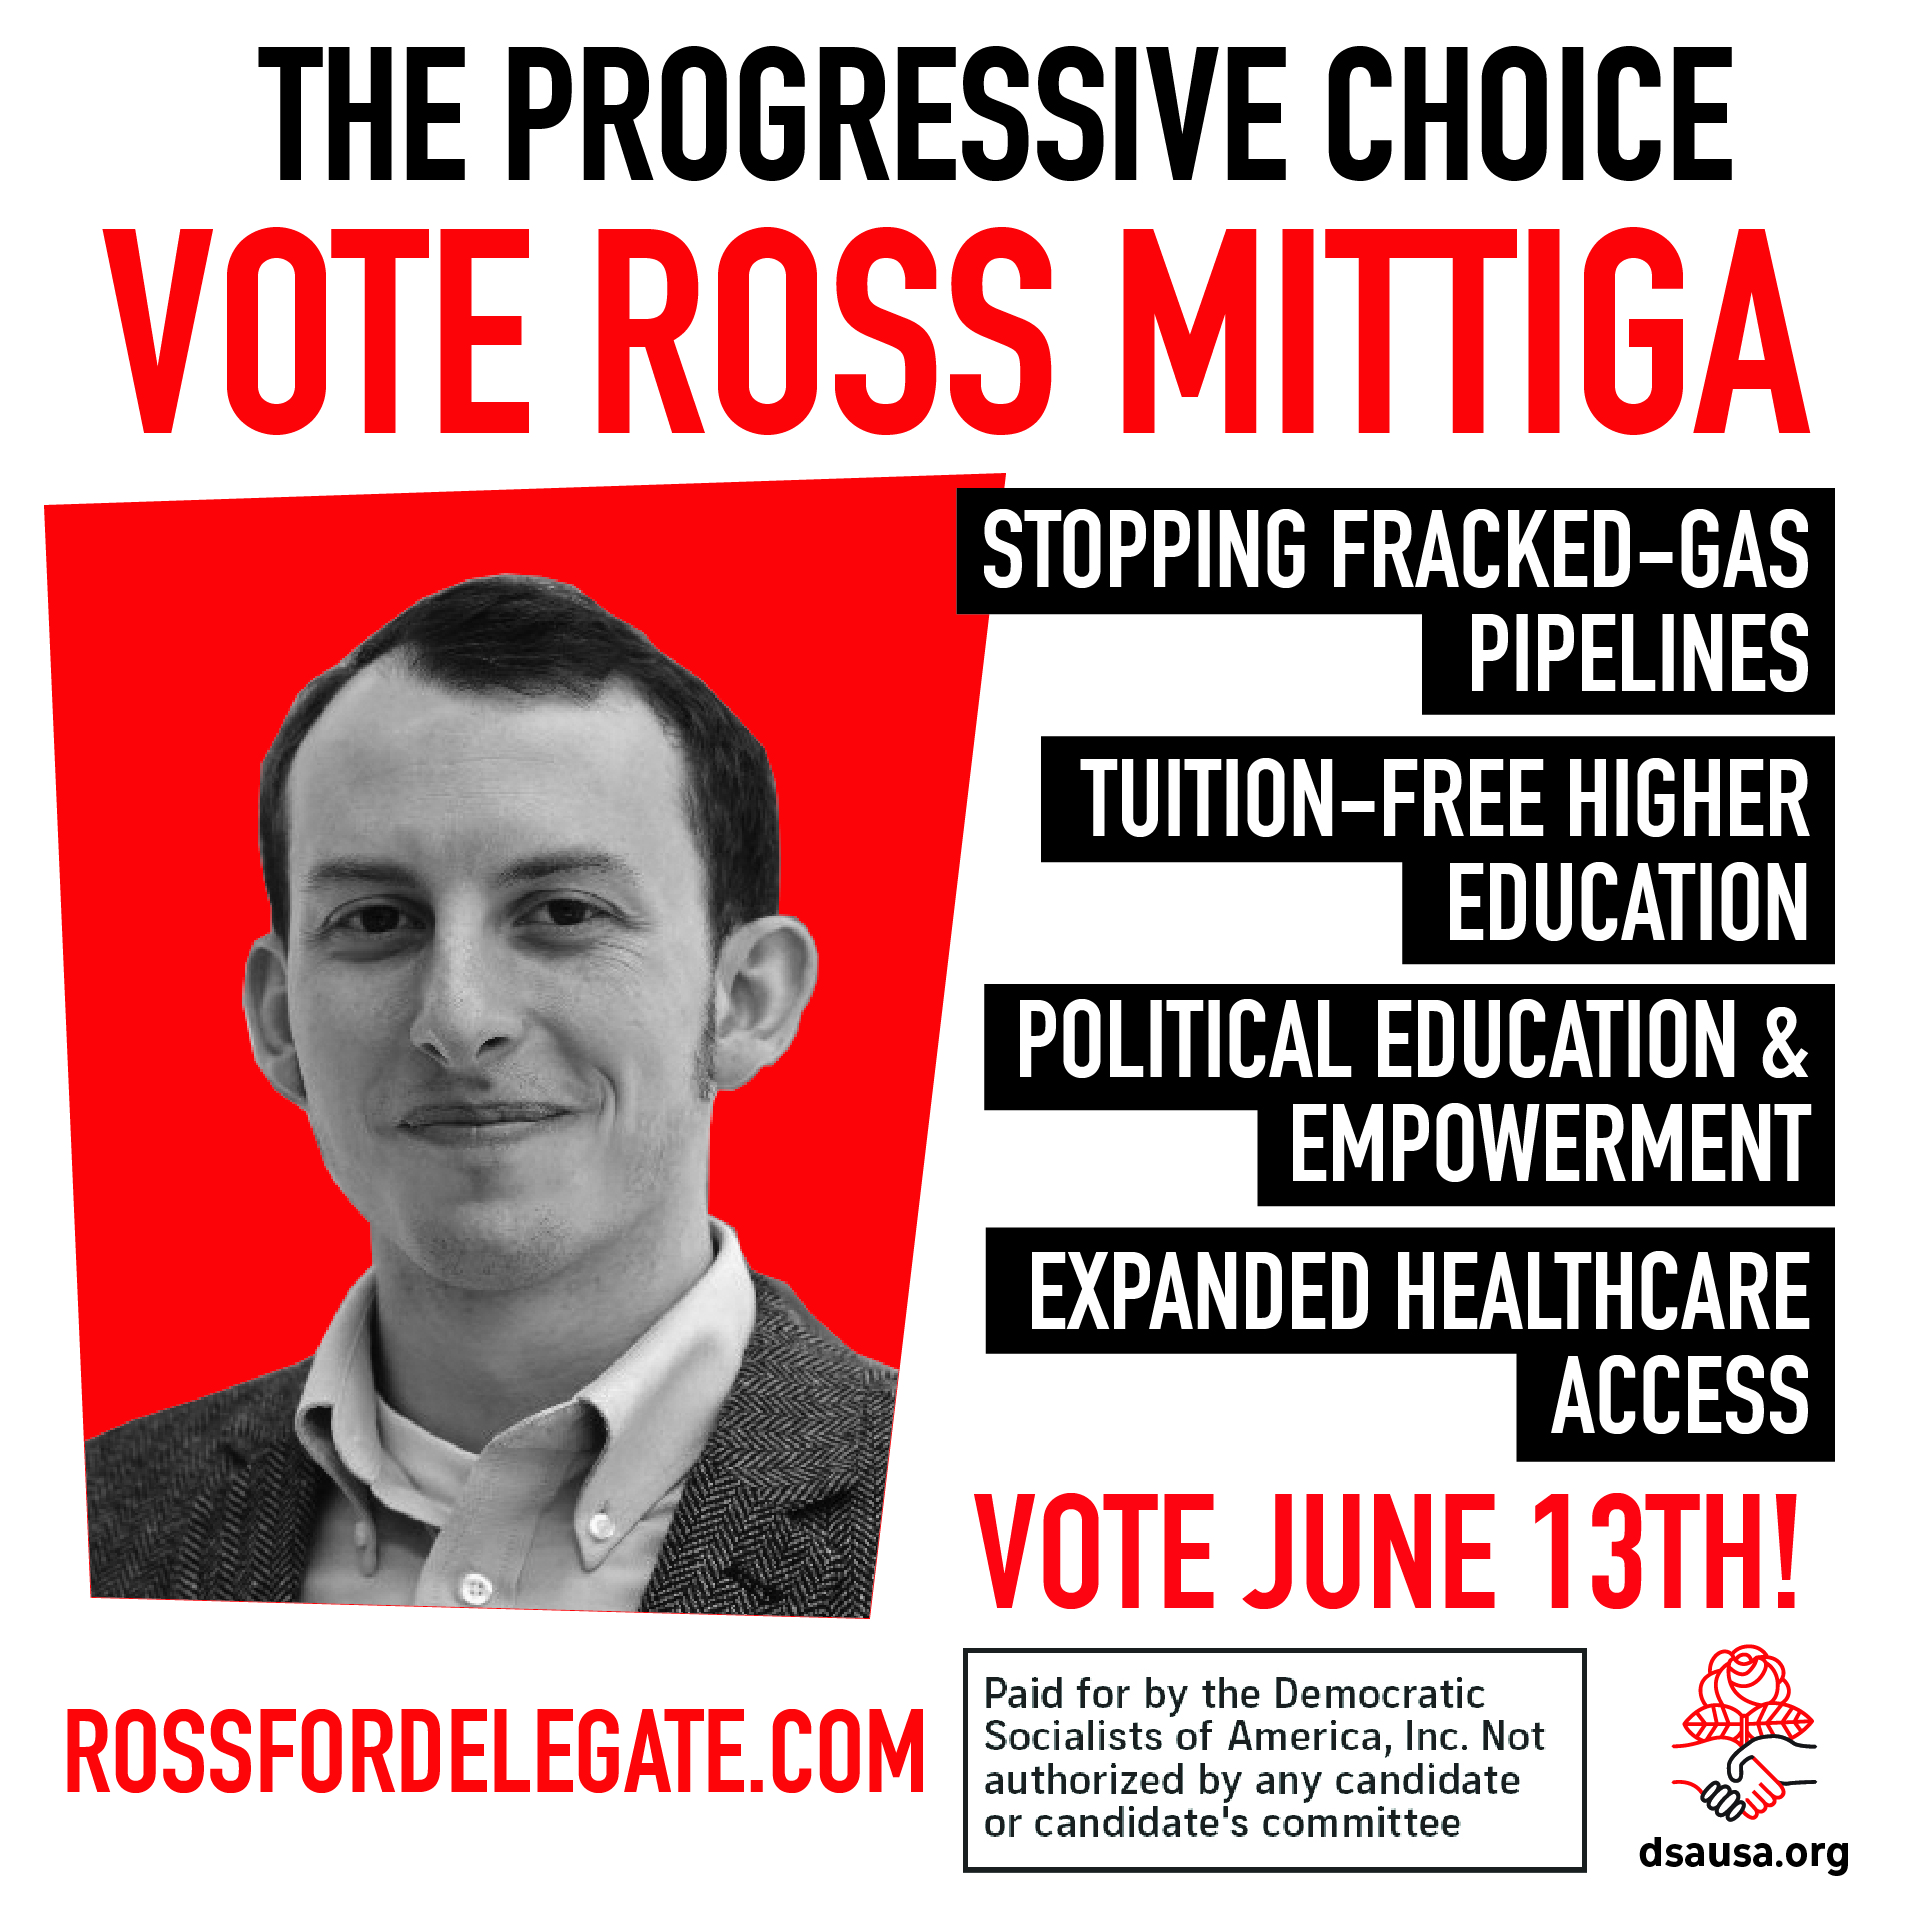 THE PROGRESSIVE CHOICE
VOTE ROSS MITTIGA
STOPPING FRACKED-GAS
PIPELINES
TUITION-FREE HIGHER
EDUCATION
POLITICAL EDUCATION &
EMPOWERMENT
EXPANDED HEALTHCARE
ACCESS
VOTE JUNE 13TH!
ROSSFORDELEGATE.COM
Paid for by the Democratic
Socialists of America, Inc. Not
authorized by any candidate
or candidate's committee
dsausa.org